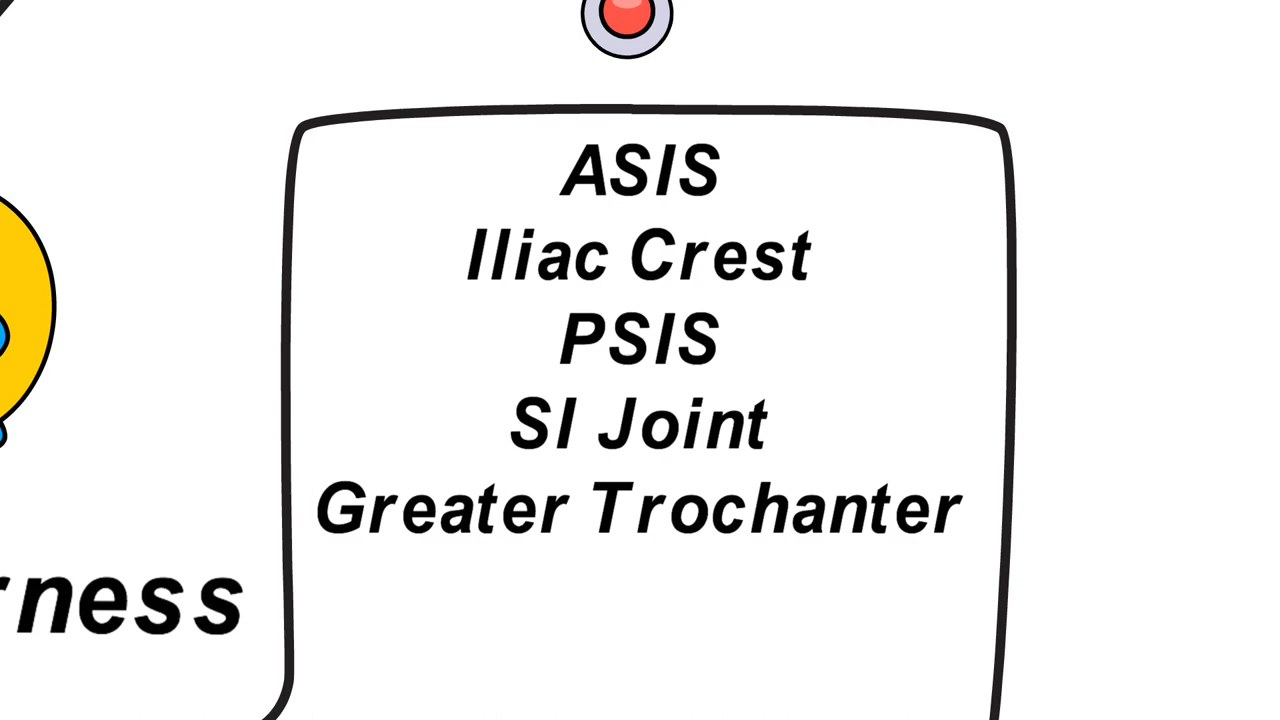 ASIS
Iliac Crest
PSIS
SI Joint
Greater Trochanter
rness